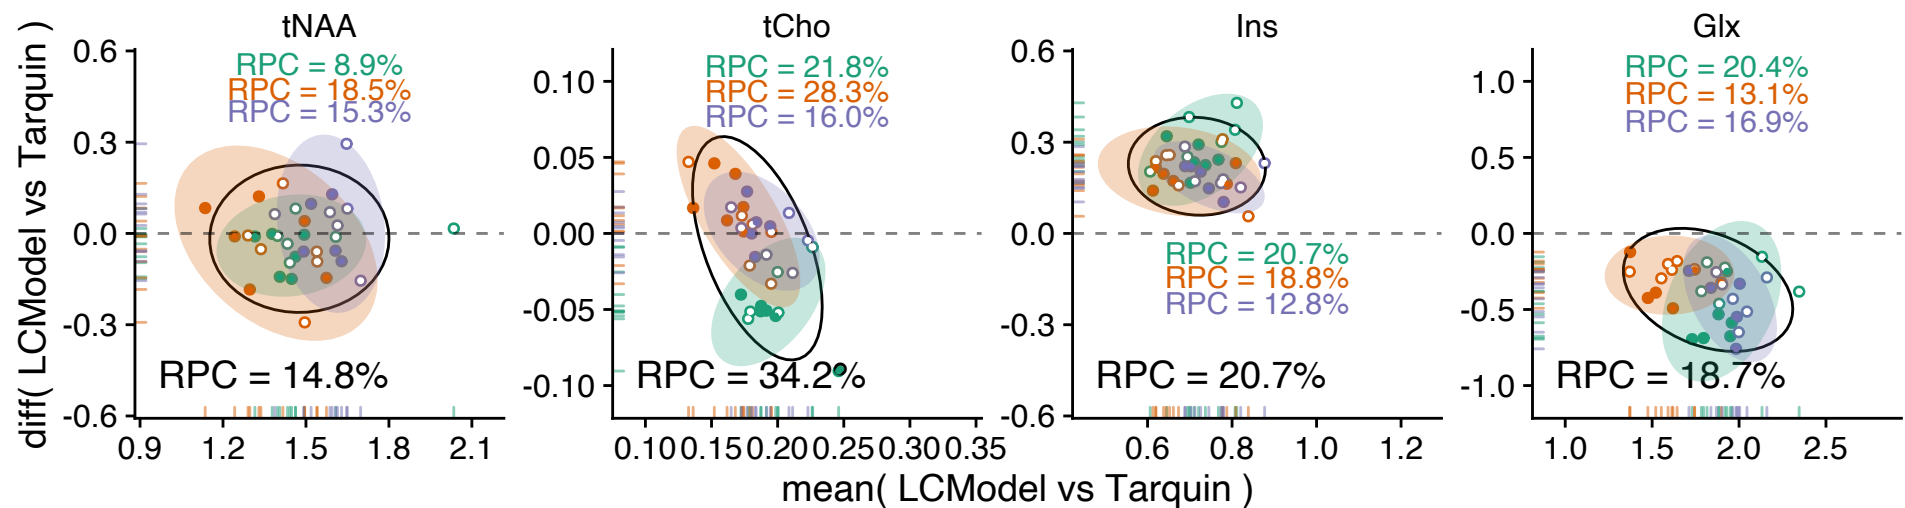 diff( LCModel vs Tarquin )
tNAA
RPC = 8.9%
RPC = 18.5%
RPC = 15.3%
RPC = 14.8%
0.6
0.3
0.0
-0.3
-0.6
0.9 1.2 1.5 1.8 2.1
tCho
RPC = 21.8%
RPC = 28.3%
RPC = 16.0%
RPC = 34.2%
0.10
0.05
0.00
-0.05
-0.10
0.10 0.15 0.20 0.25 0.30 0.35
Ins
RPC = 20.7%
RPC = 18.8%
RPC = 12.8%
RPC = 20.7%
0.6
0.3
0.0
-0.3
-0.6
0.6 0.8 1.0 1.2
Glx
RPC = 20.4%
RPC = 13.1%
RPC = 16.9%
RPC = 18.7%
1.0
0.5
0.0
-0.5
-1.0
1.0 1.5 2.0 2.5
mean( LCModel vs Tarquin )